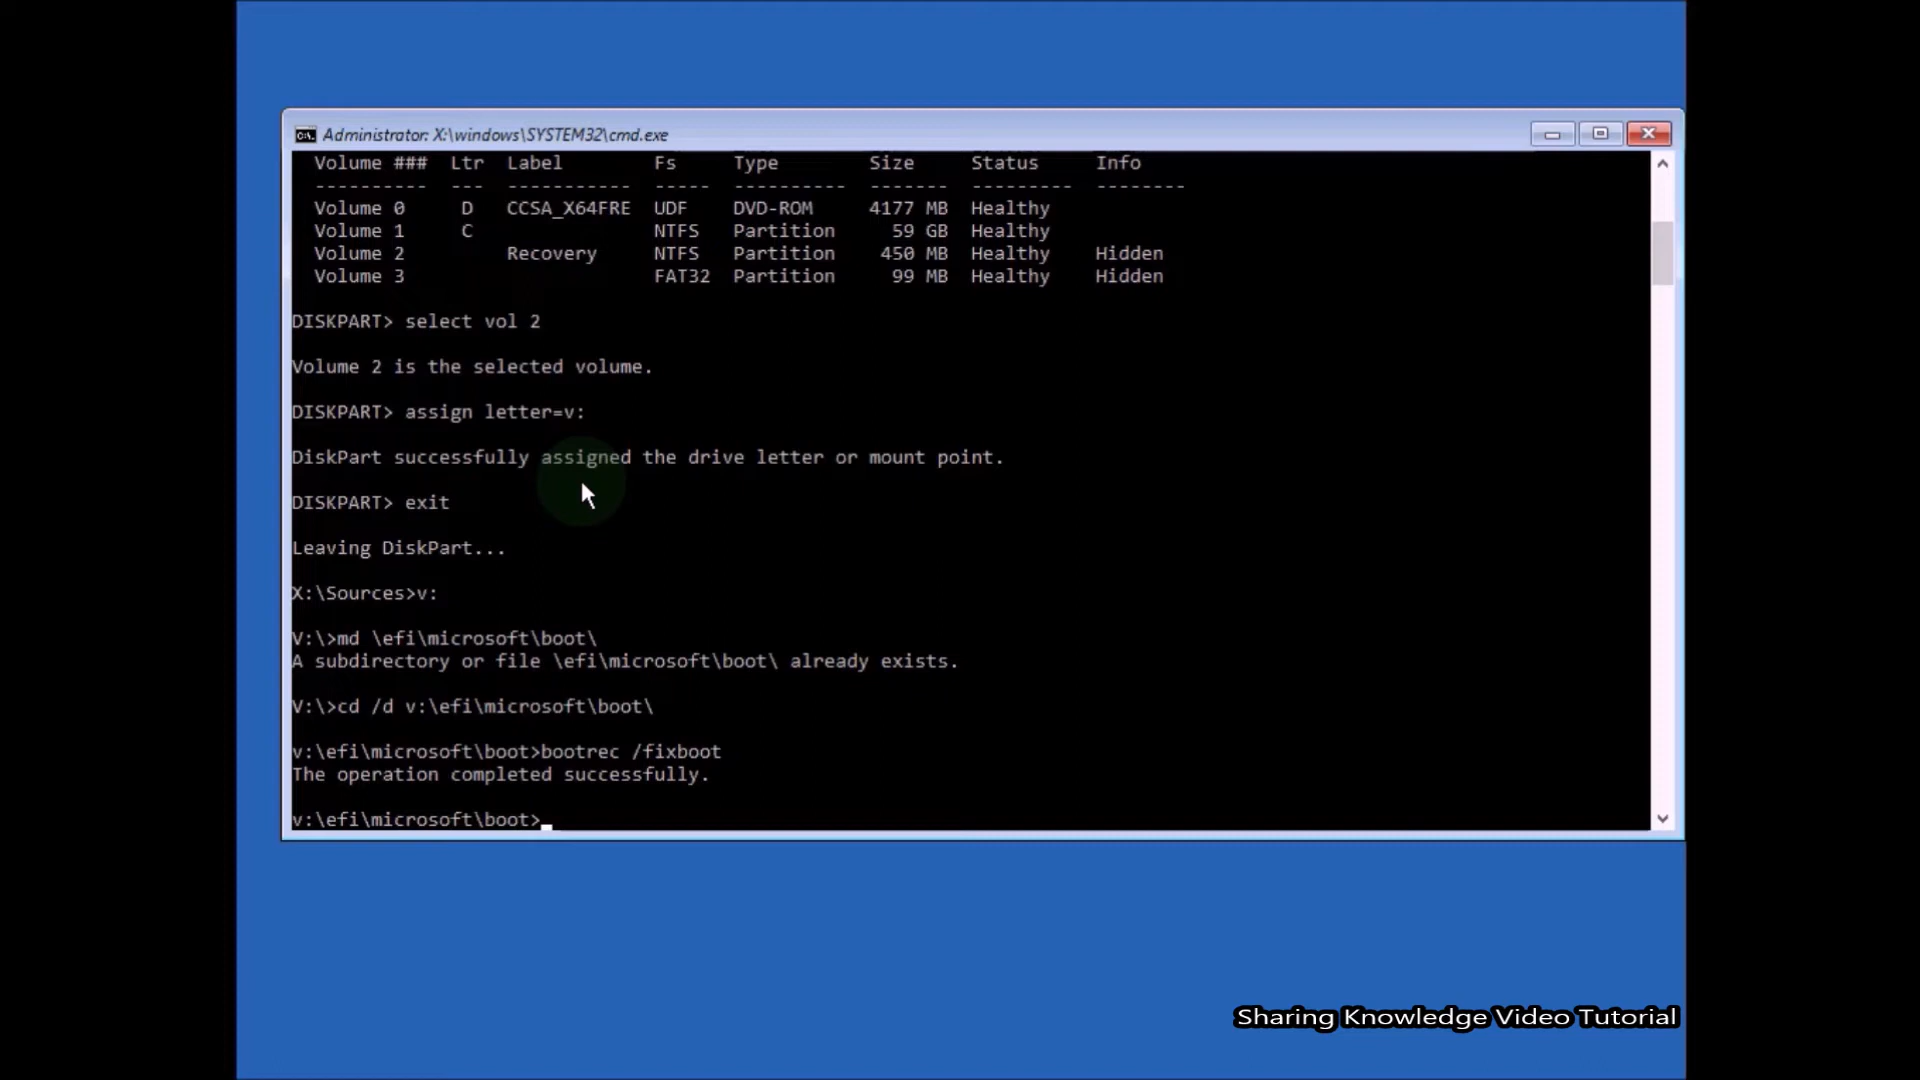 Administrator: X:\windows\SYSTEM32\cmd.exe
Volume ### Ltr Label Fs Type Size Status Info
---------- --- ----------- ----- ---------- ------- --------- --------
Volume 0 D CCSA_X64FRE UDF DVD-ROM 4177 MB Healthy
Volume 1 C NTFS Partition 59 GB Healthy
Volume 2 Recovery NTFS Partition 450 MB Healthy Hidden
Volume 3 FAT32 Partition 99 MB Healthy Hidden
DISKPART> select vol 2
Volume 2 is the selected volume.
DISKPART> assign letter=v:
DiskPart successfully assigned the drive letter or mount point.
DISKPART> exit
Leaving DiskPart...
X:\Sources>v:
V:\>md \efi\microsoft\boot\
A subdirectory or file \efi\microsoft\boot\ already exists.
V:\>cd /d v:\efi\microsoft\boot\
v:\efi\microsoft\boot>bootrec /fixboot
The operation completed successfully.
v:\efi\microsoft\boot>
Sharing Knowledge Video Tutorial